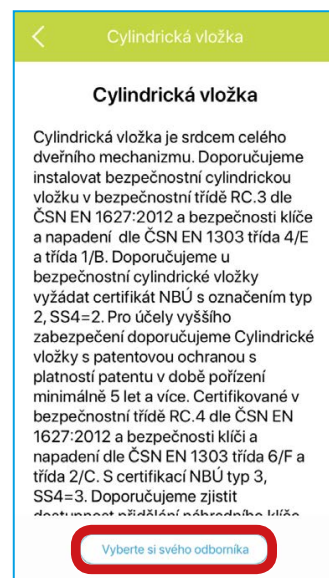 Cylindrická vložka
Cylindrická vložka
Cylindrická vložka je srdcem celého
dveřního mechanizmu. Doporučujeme
instalovat bezpečnostní cylindrickou
vložku v bezpečnostní třídě RC.3 dle
ČSN EN 1627:2012 a bezpečnosti klíče
a napadení  dle ČSN EN 1303 třída 4/E
a třída 1/B. Doporučujeme u
bezpečnostní cylindrické vložky
vyžádat certifikát NBÚ s označením typ
2, SS4=2. Pro účely vyššího
zabezpečení doporučujeme Cylindrické
vložky s patentovou ochranou s
platností patentu v době pořízení
minimálně 5 let a více. Certifikované v
bezpečnostní třídě RC.4 dle ČSN EN
1627:2012 a bezpečnosti klíči a
napadení dle ČSN EN 1303 třída 6/F a
třída 2/C. S certifikací NBÚ typ 3,
SS4=3. Doporučujeme zjistit
dostupnost přidělání náhradního klíče
Vyberte si svého odborníka